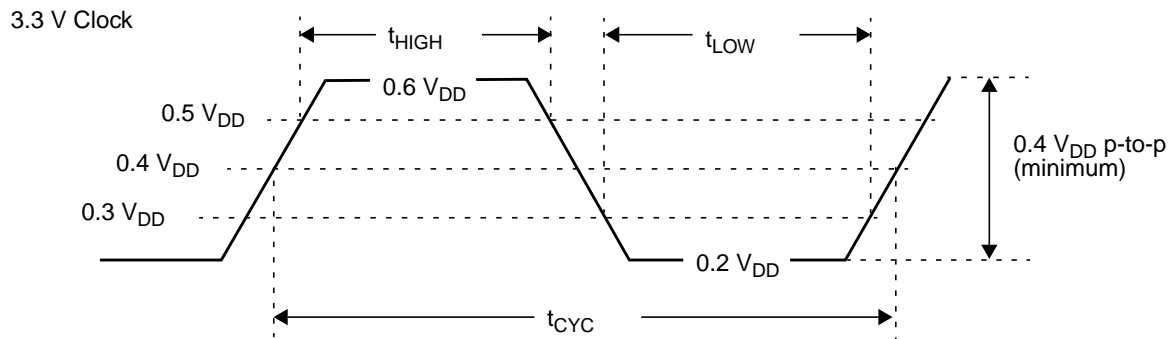 3.3 V Clock
tHIGH
tLOW
0.6 VDD
0.5 VDD
0.4 VDD
0.3 VDD
0.2 VDD
0.4 VDD p-to-p
(minimum)
tCYC